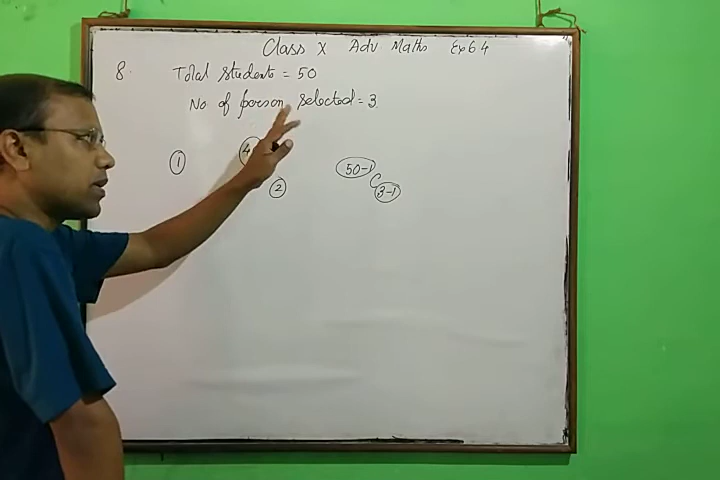 Class X Adv Maths Ex 6.4
8. Total students = 50
No of person selected = 3.
1 4 50-1
C
2 3-1